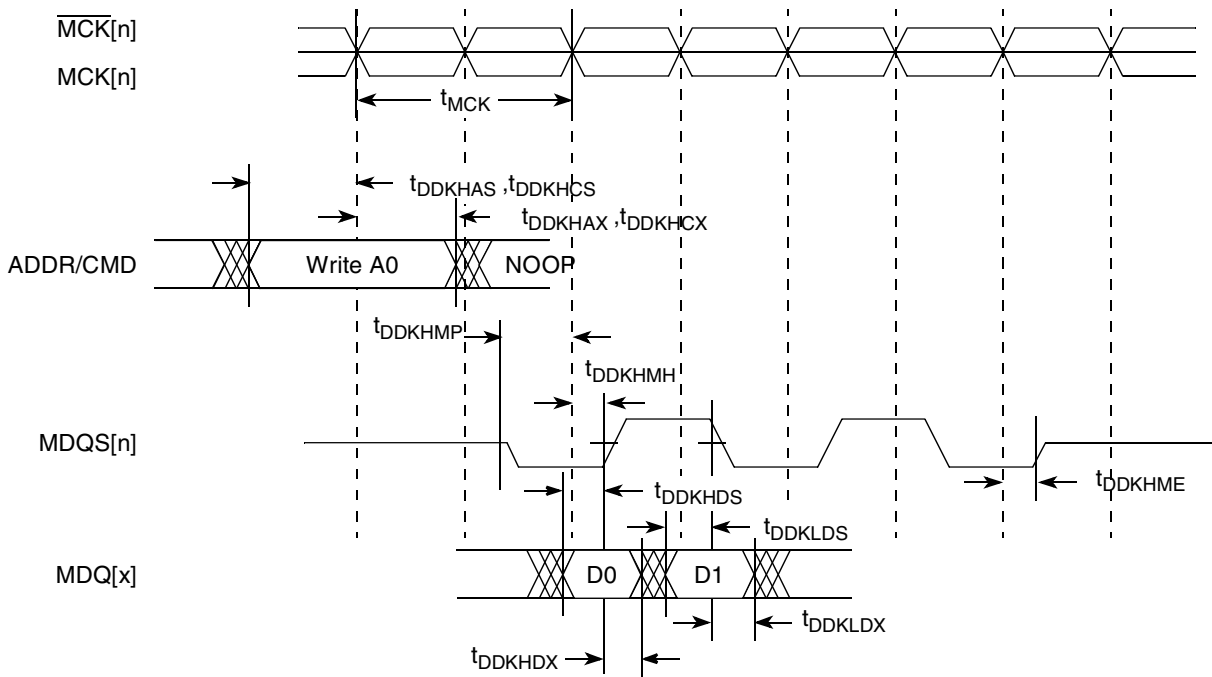 MCK[n]
MCK[n]
tMCK
tDDKHAS ,tDDKHCS
tDDKHAX ,tDDKHCX
ADDR/CMD Write A0 NOOP
tDDKHMP
tDDKHMH
MDQS[n]
tDDKHME
tDDKHDS
tDDKLDS
MDQ[x] D0 D1
tDDKLDX
tDDKHDX